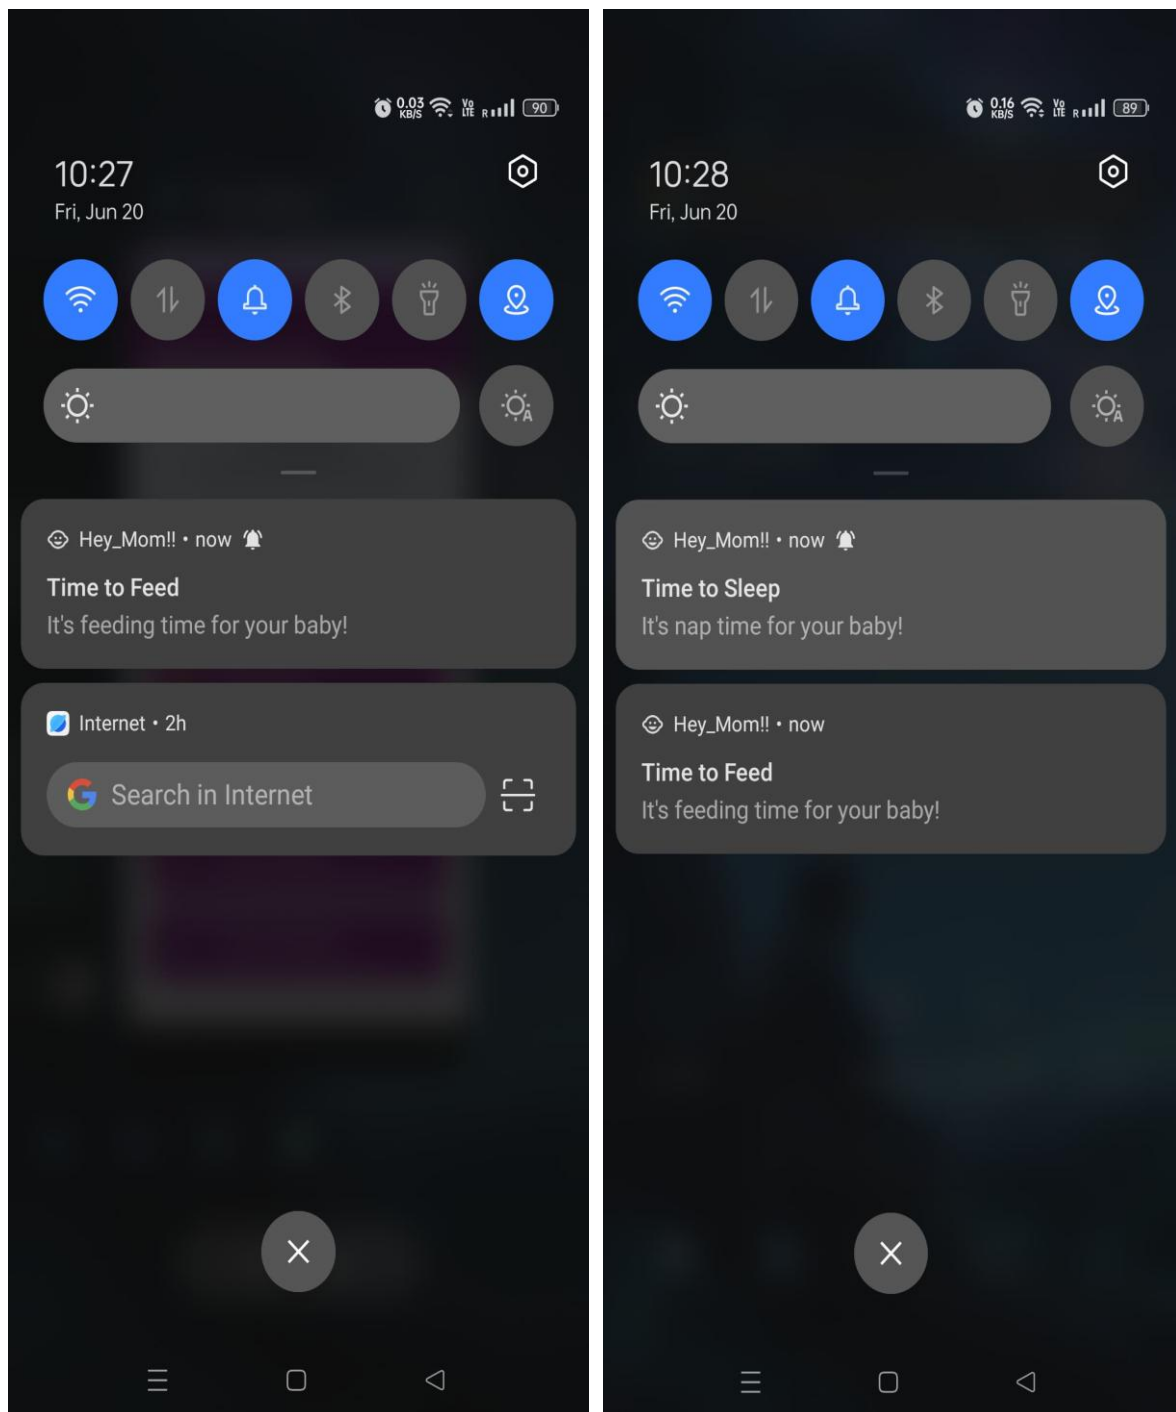 0.03 KB/S Vo LTE R 90
10:27
Fri, Jun 20
A
Hey_Mom!! • now
Time to Feed
It's feeding time for your baby!
Internet • 2h
G Search in Internet
0.16 KB/S Vo LTE R 89
10:28
Fri, Jun 20
A
Hey_Mom!! • now
Time to Sleep
It's nap time for your baby!
Hey_Mom!! • now
Time to Feed
It's feeding time for your baby!